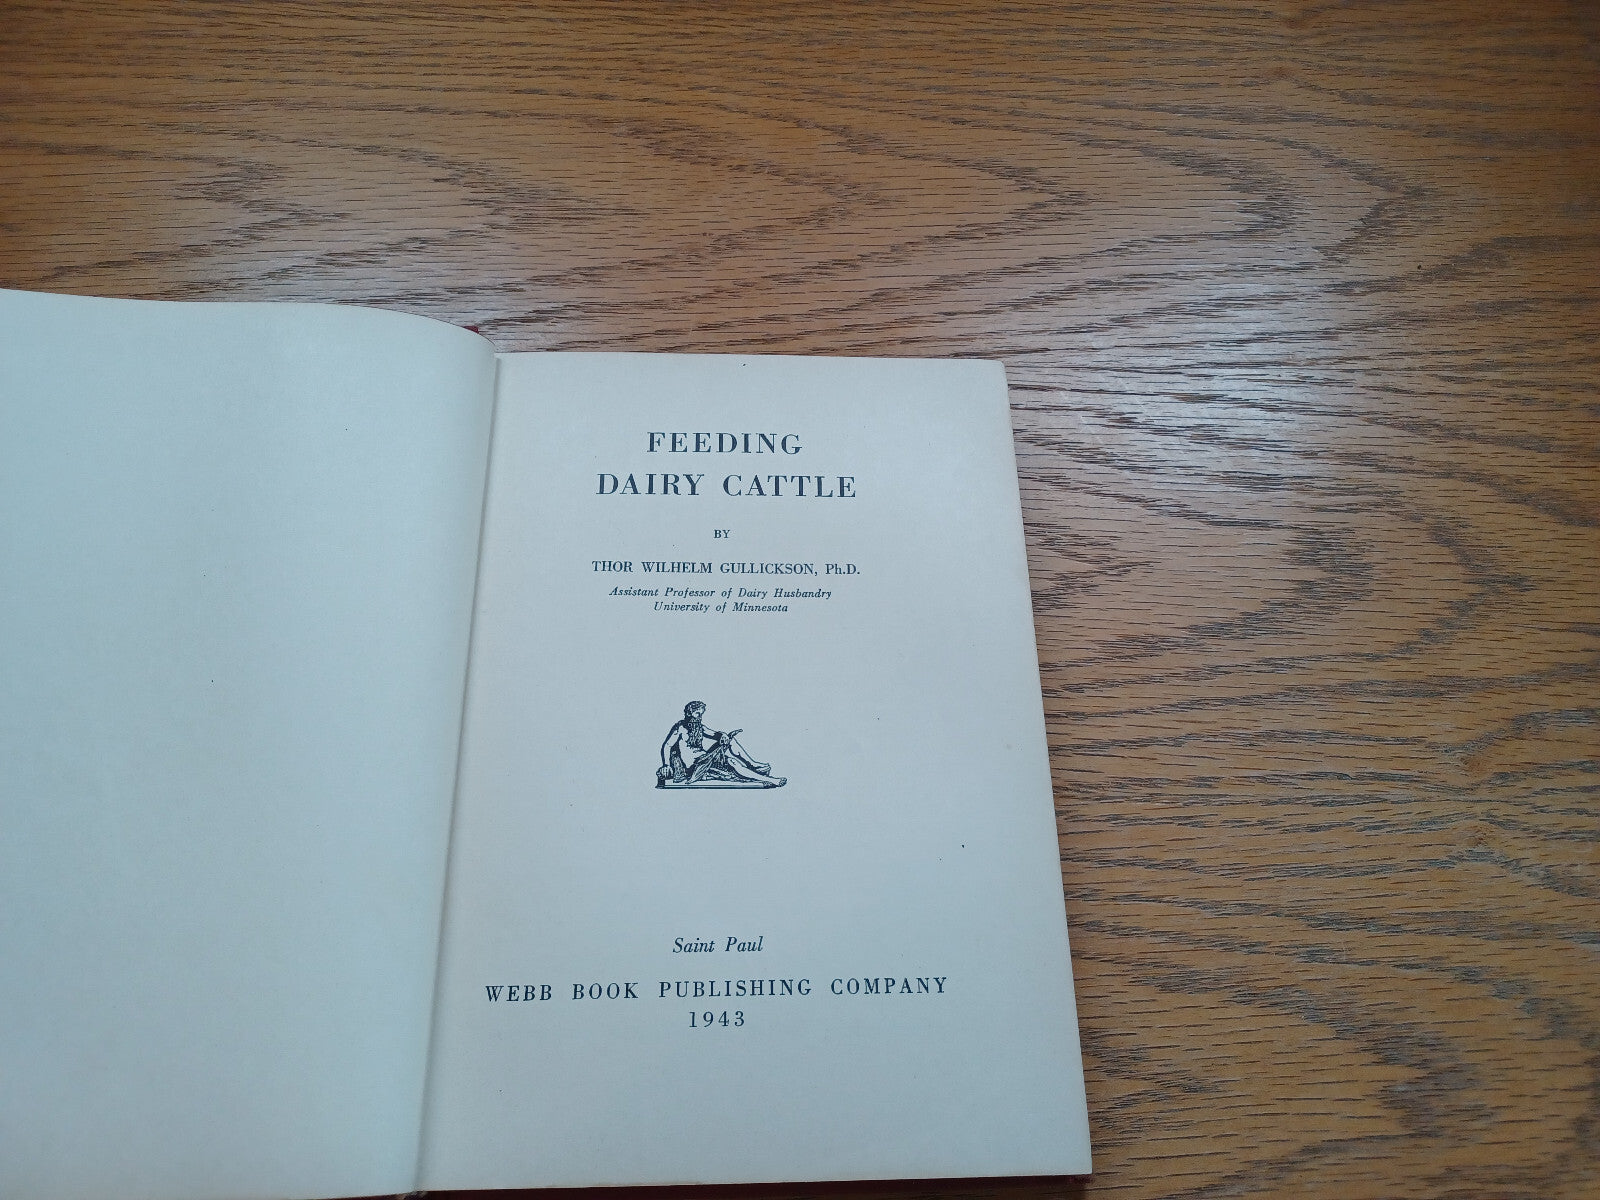 FEEDING
DAIRY CATTLE
BY
THOR WILHELM GULLICKSON, Ph.D.
Assistant Professor of Dairy Husbandry
University of Minnesota
Saint Paul
WEBB BOOK PUBLISHING COMPANY
1943